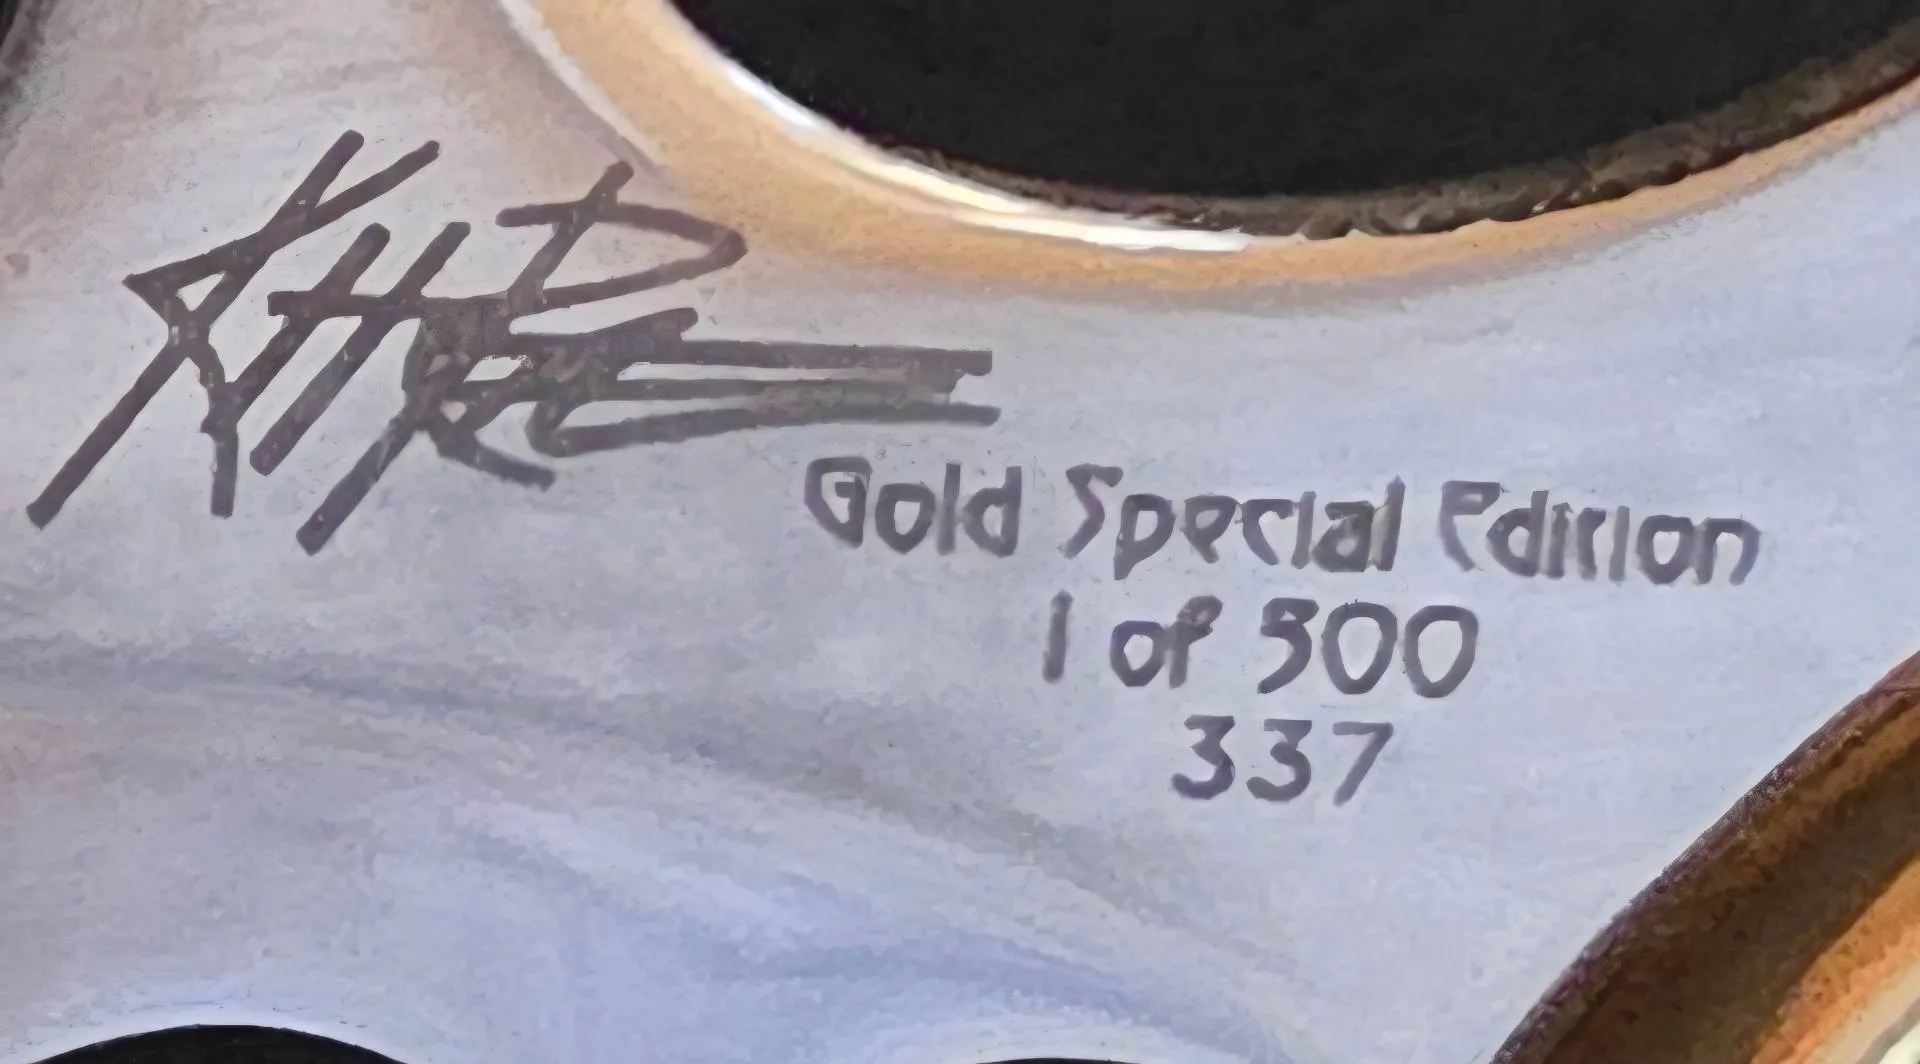 Gold Special Edition
1 of 500
337